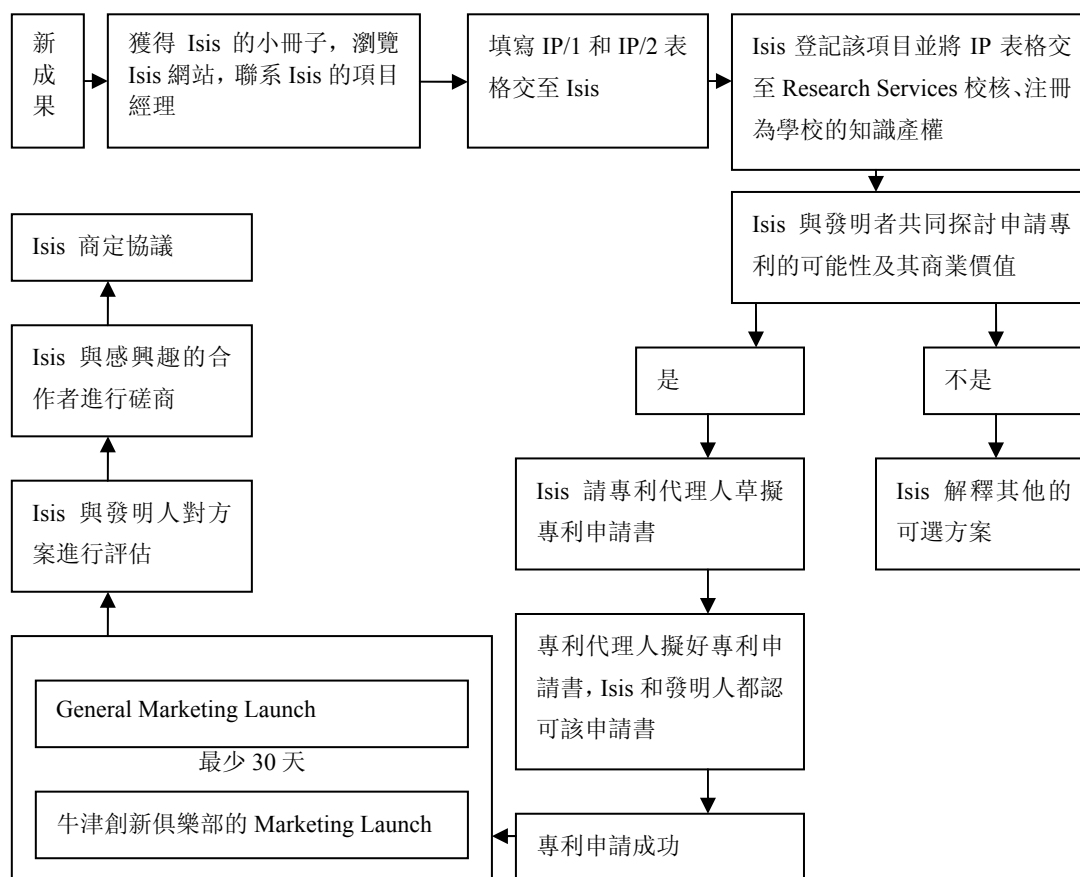 新
成
果
獲得 Isis 的小冊子，瀏覽
Isis 網站，聯系 Isis 的項目
經理
填寫 IP/1 和 IP/2 表
格交至 Isis
Isis 登記該項目並將 IP 表格交
至 Research Services 校核、注冊
為學校的知識產權
Isis 與發明者共同探討申請專
利的可能性及其商業價值
是
不是
Isis 請專利代理人草擬
專利申請書
Isis 解釋其他的
可選方案
專利代理人擬好專利申
請書，Isis 和發明人都認
可該申請書
專利申請成功
General Marketing Launch
最少 30 天
牛津創新俱樂部的 Marketing Launch
Isis 與發明人對方
案進行評估
Isis 與感興趣的合
作者進行磋商
Isis 商定協議